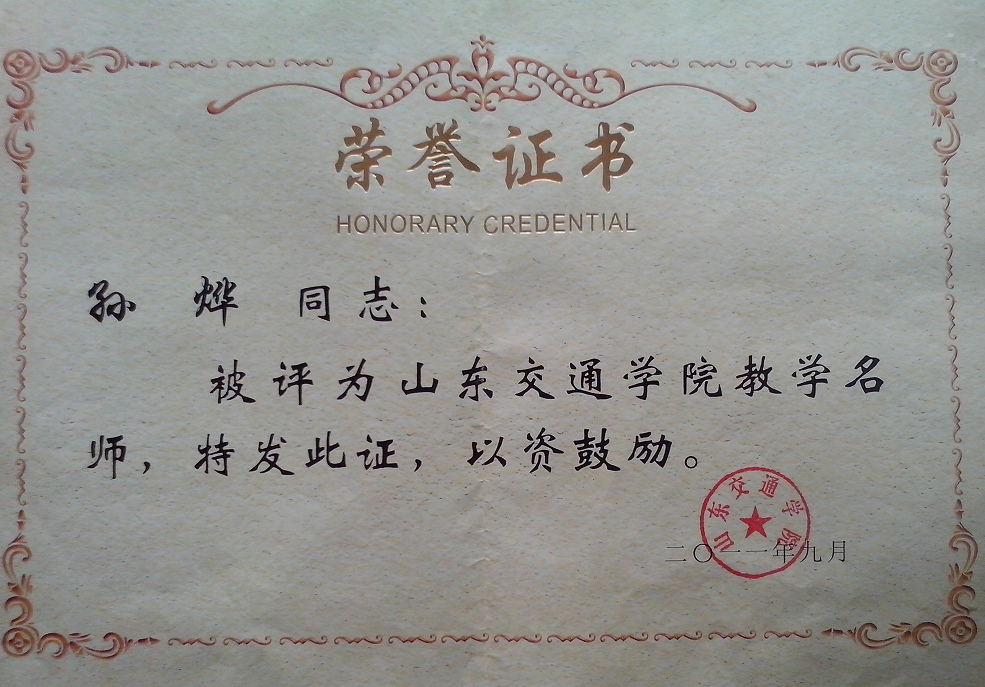 荣誉证书
HONORARY CREDENTIAL
孙 烨 同志：
被评为山东交通学院教学名
师，特发此证，以资鼓励。
山东交通学院
二〇一一年九月